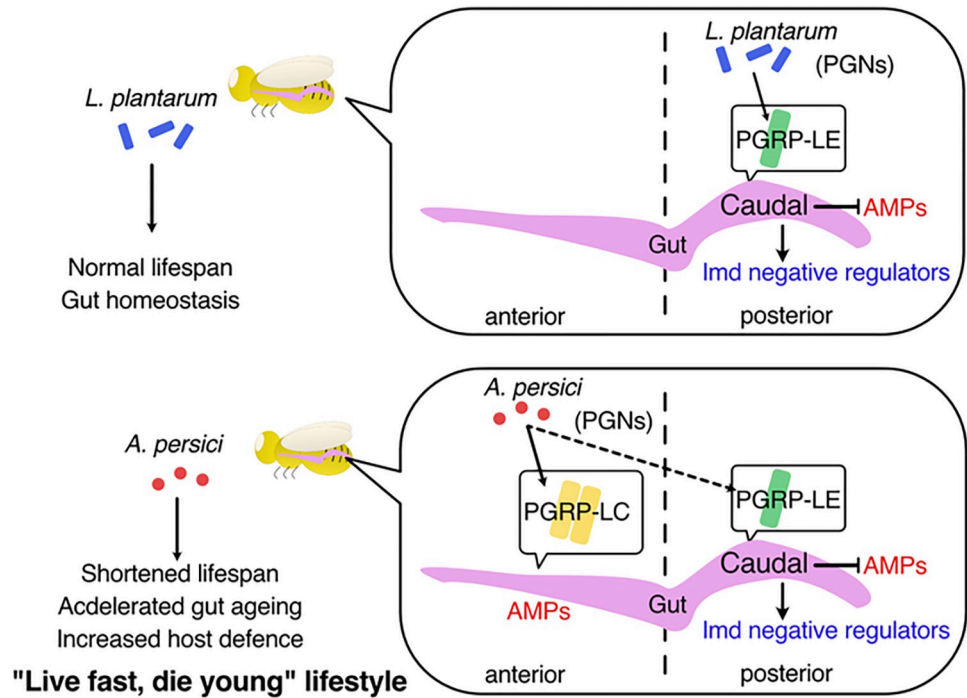 L. plantarum
Normal lifespan
Gut homeostasis
L. plantarum
(PGNs)
PGRP-LE
Caudal
AMPs
Gut
Imd negative regulators
anterior
posterior
A. persici
Shortened lifespan
Acdelerated gut ageing
Increased host defence
"Live fast, die young" lifestyle
A. persici
(PGNs)
PGRP-LC
PGRP-LE
Caudal
AMPs
AMPs
Gut
Imd negative regulators
anterior
posterior